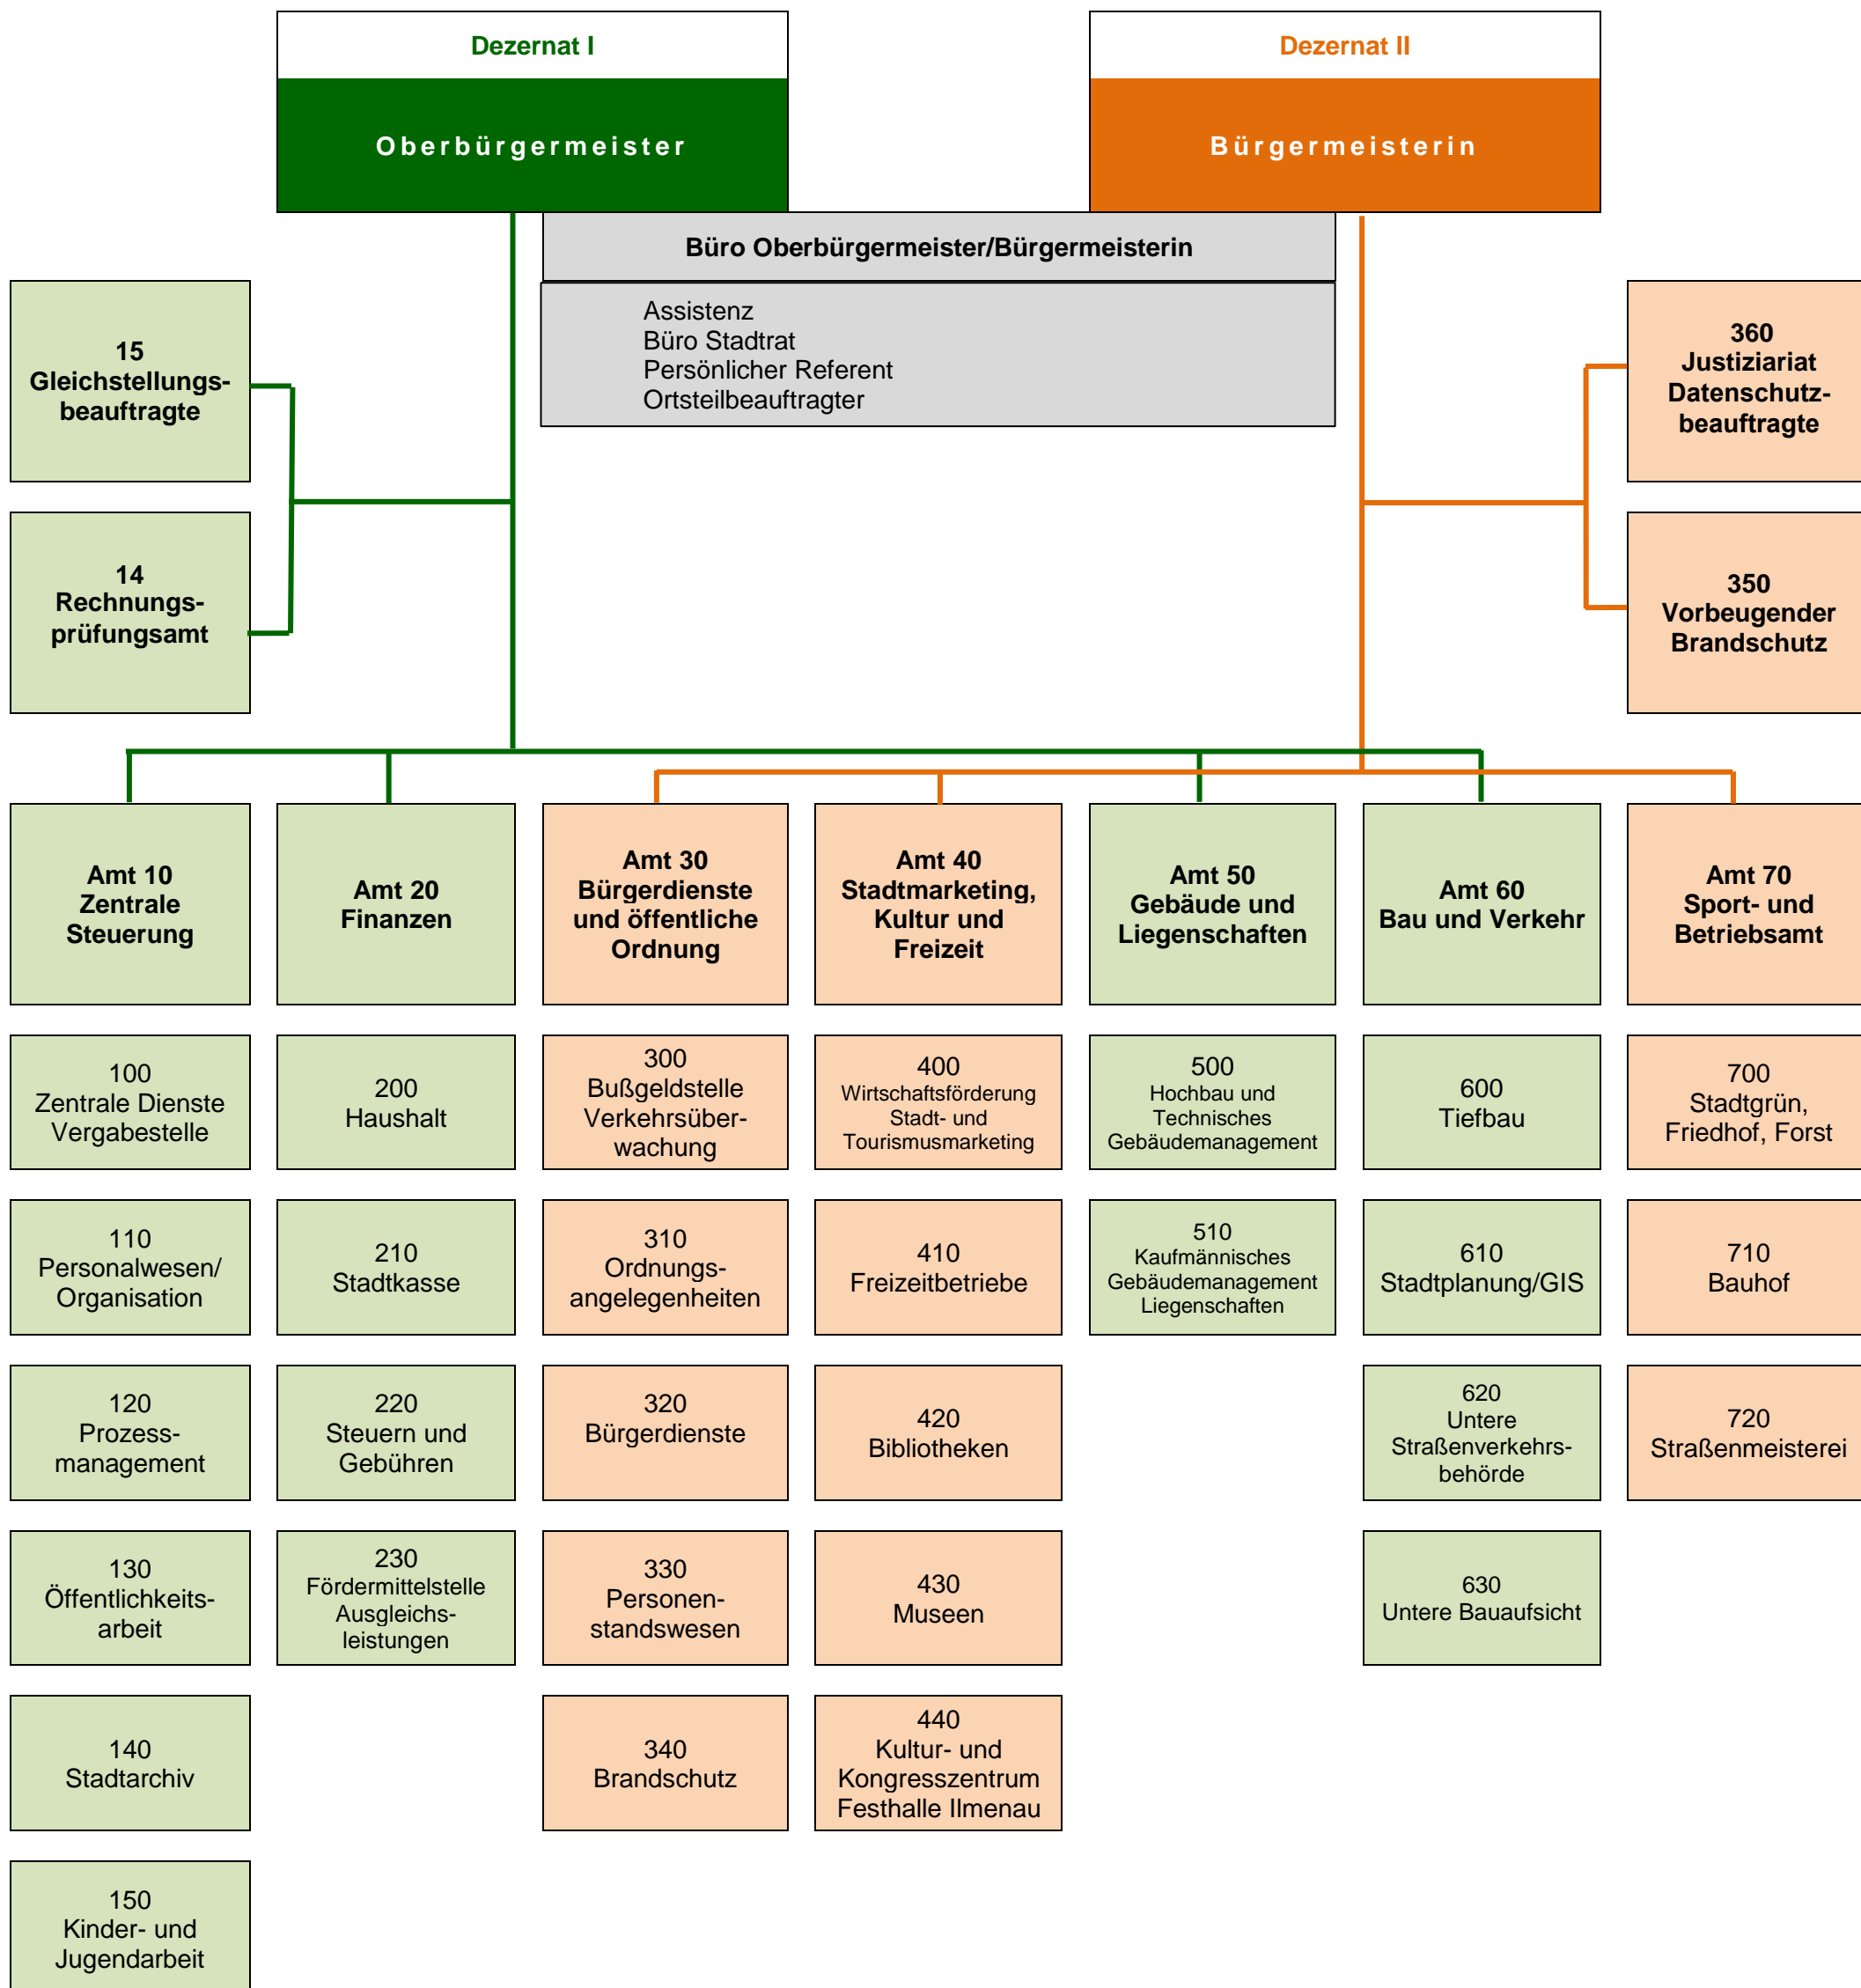 Dezernat I
Oberbürgermeister
Dezernat II
Bürgermeisterin
Büro Oberbürgermeister/Bürgermeisterin
Assistenz
Büro Stadtrat
Persönlicher Referent
Ortsteilbeauftragter
15
Gleichstellungs-
beauftragte
14
Rechnungs-
prüfungsamt
360
Justiziariat
Datenschutz-
beauftragte
350
Vorbeugender
Brandschutz
Amt 10
Zentrale
Steuerung
Amt 20
Finanzen
Amt 30
Bürgerdienste
und öffentliche
Ordnung
Amt 40
Stadtmarketing,
Kultur und
Freizeit
Amt 50
Gebäude und
Liegenschaften
Amt 60
Bau und Verkehr
Amt 70
Sport- und
Betriebsamt
100
Zentrale Dienste
Vergabestelle
200
Haushalt
300
Bußgeldstelle
Verkehrsüber-
wachung
400
Wirtschaftsförderung
Stadt- und
Tourismusmarketing
500
Hochbau und
Technisches
Gebäudemanagement
600
Tiefbau
700
Stadtgrün,
Friedhof, Forst
110
Personalwesen/
Organisation
210
Stadtkasse
310
Ordnungs-
angelegenheiten
410
Freizeitbetriebe
510
Kaufmännisches
Gebäudemanagement
Liegenschaften
610
Stadtplanung/GIS
710
Bauhof
120
Prozess-
management
220
Steuern und
Gebühren
320
Bürgerdienste
420
Bibliotheken
620
Untere
Straßenverkehrs-
behörde
720
Straßenmeisterei
130
Öffentlichkeits-
arbeit
230
Fördermittelstelle
Ausgleichs-
leistungen
330
Personen-
standswesen
430
Museen
630
Untere Bauaufsicht
140
Stadtarchiv
340
Brandschutz
440
Kultur- und
Kongresszentrum
Festhalle Ilmenau
150
Kinder- und
Jugendarbeit